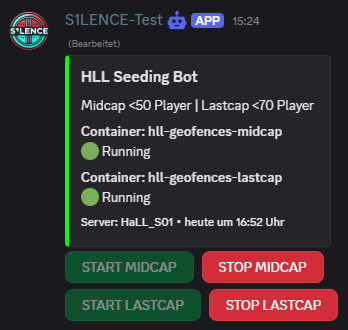 S1LENCE
S1LENCE-Test APP 15:24
(Bearbeitet)
HLL Seeding Bot
Midcap <50 Player | Lastcap <70 Player
Container: hll-geofences-midcap
Running
Container: hll-geofences-lastcap
Running
Server: HaLL_S01 • heute um 16:52 Uhr
START MIDCAP STOP MIDCAP
START LASTCAP STOP LASTCAP